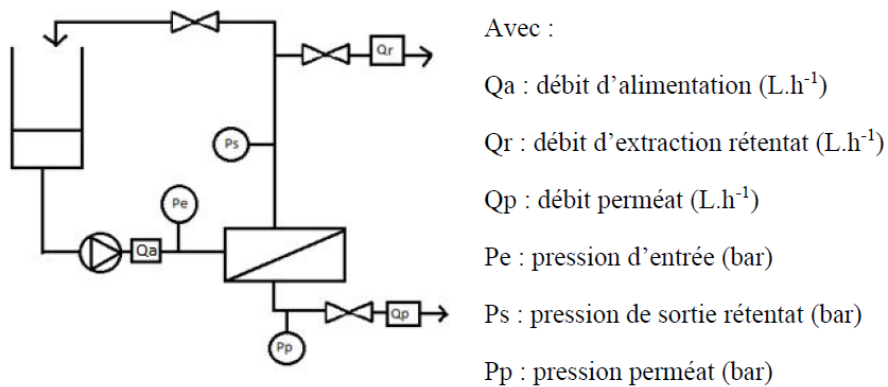 Qr
Ps
Pe
Qa
Qp
Pp
Avec :
Qa : débit d’alimentation (L.h⁻¹)
Qr : débit d’extraction rétentat (L.h⁻¹)
Qp : débit perméat (L.h⁻¹)
Pe : pression d’entrée (bar)
Ps : pression de sortie rétentat (bar)
Pp : pression perméat (bar)